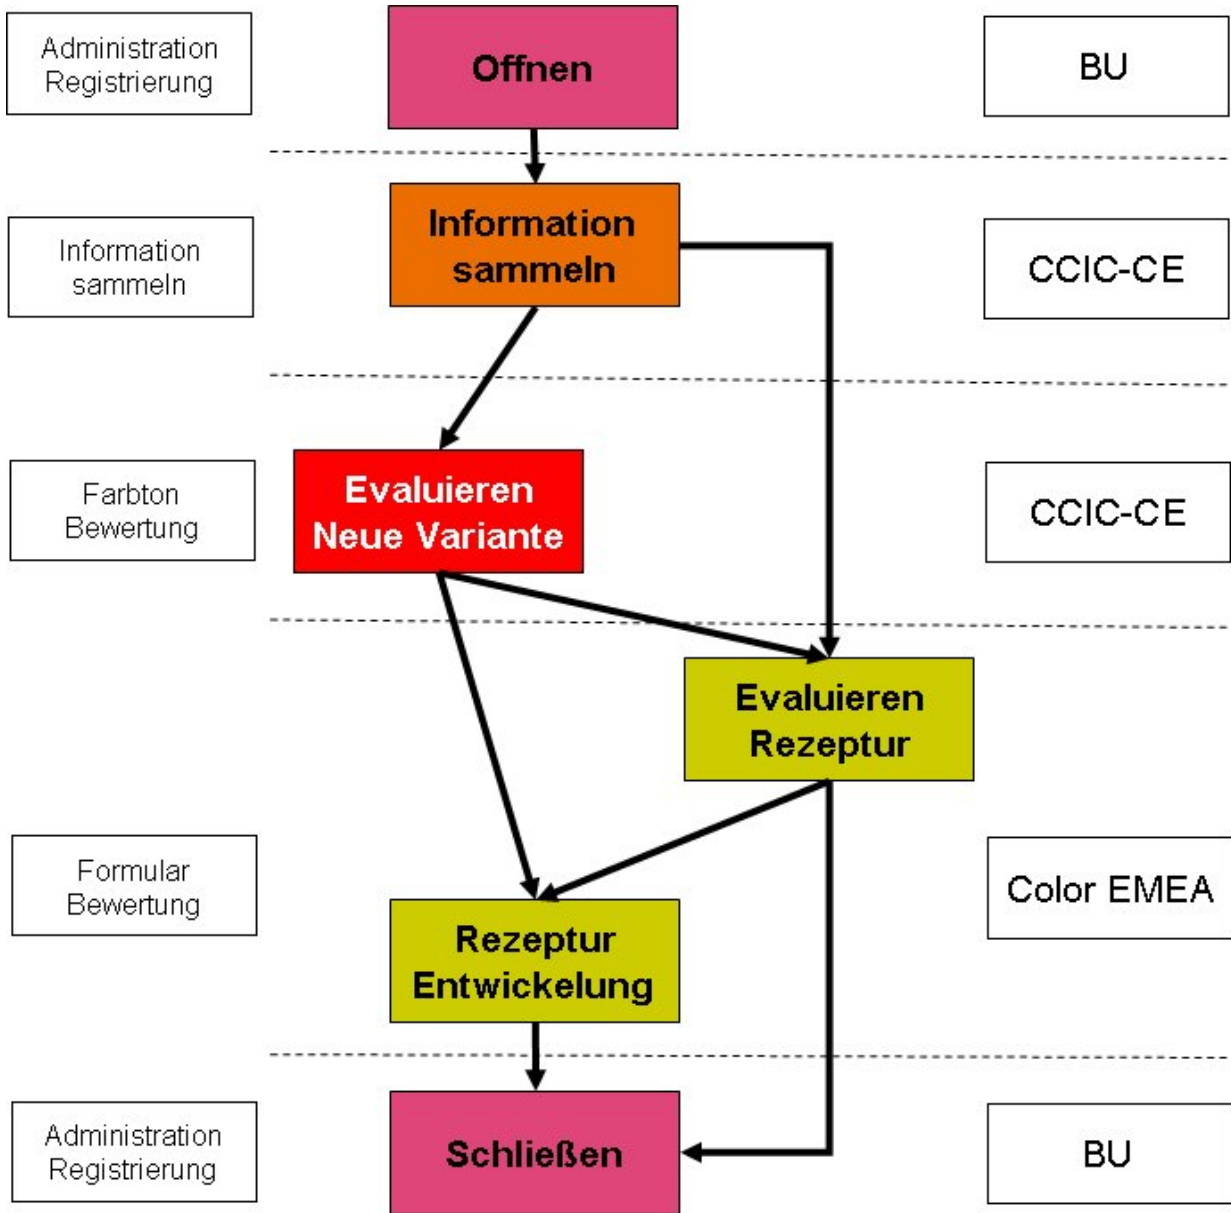 Administration
Registrierung
Offnen
BU
Information
sammeln
Information
sammeln
CCIC-CE
Farbton
Bewertung
Evaluieren
Neue Variante
CCIC-CE
Evaluieren
Rezeptur
Formular
Bewertung
Color EMEA
Rezeptur
Entwickelung
Administration
Registrierung
Schließen
BU